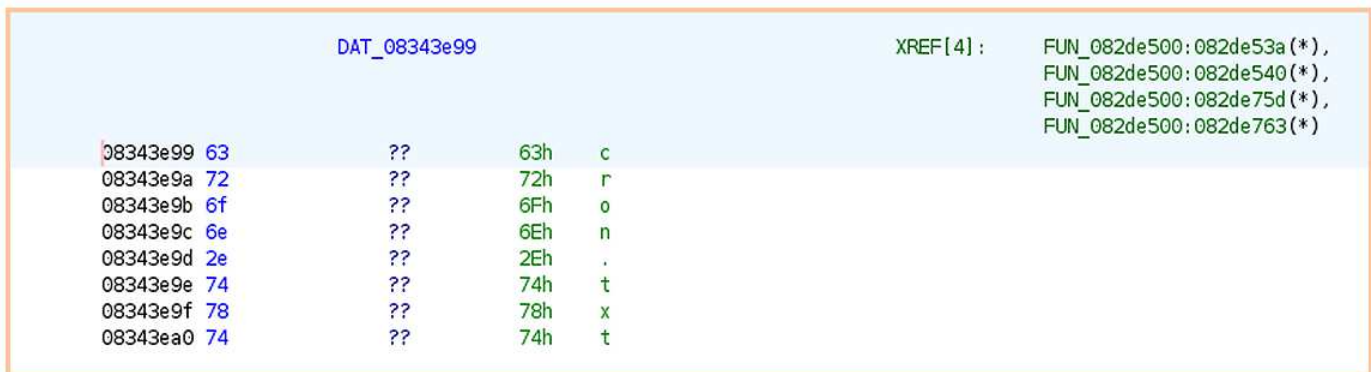 DAT_08343e99 XREF[4]: FUN_082de500:082de53a(*),
FUN_082de500:082de540(*),
FUN_082de500:082de75d(*),
FUN_082de500:082de763(*)
08343e99 63 ?? 63h c
08343e9a 72 ?? 72h r
08343e9b 6f ?? 6Fh o
08343e9c 6e ?? 6Eh n
08343e9d 2e ?? 2Eh .
08343e9e 74 ?? 74h t
08343e9f 78 ?? 78h x
08343ea0 74 ?? 74h t